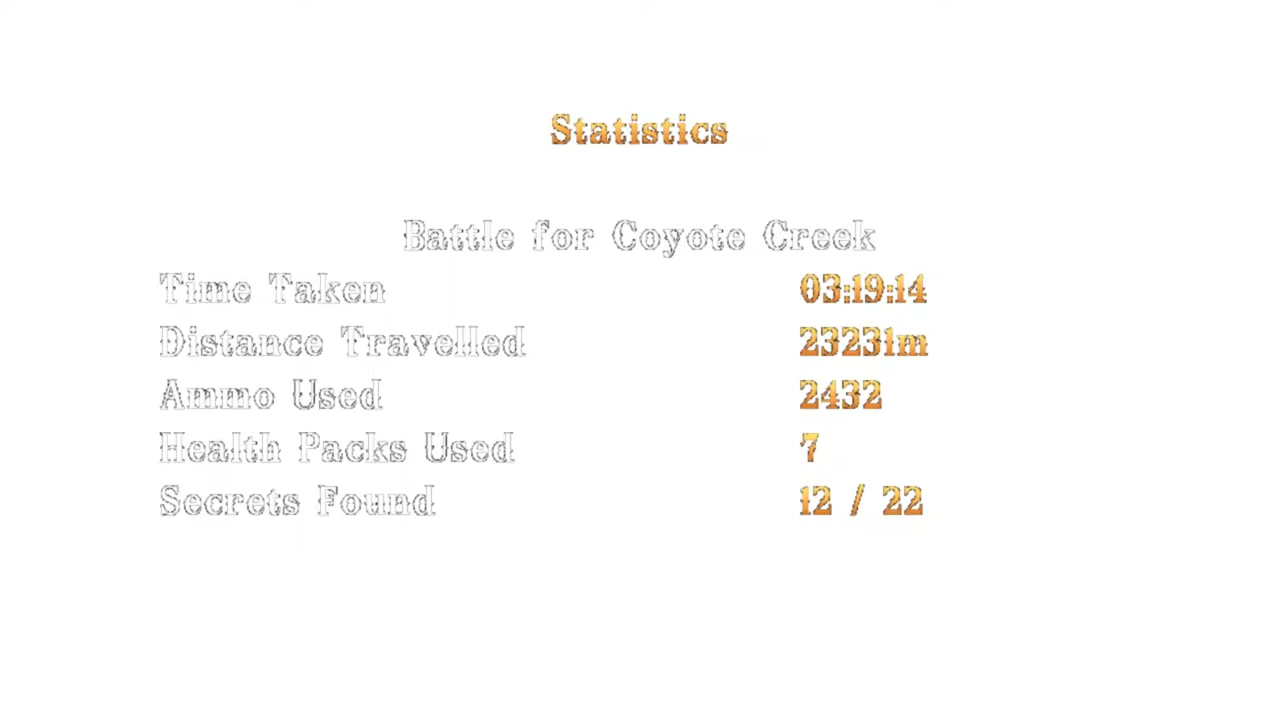 Statistics
Battle for Coyote Creek
Time Taken 03:19:14
Distance Travelled 23231m
Ammo Used 2432
Health Packs Used 7
Secrets Found 12 / 22